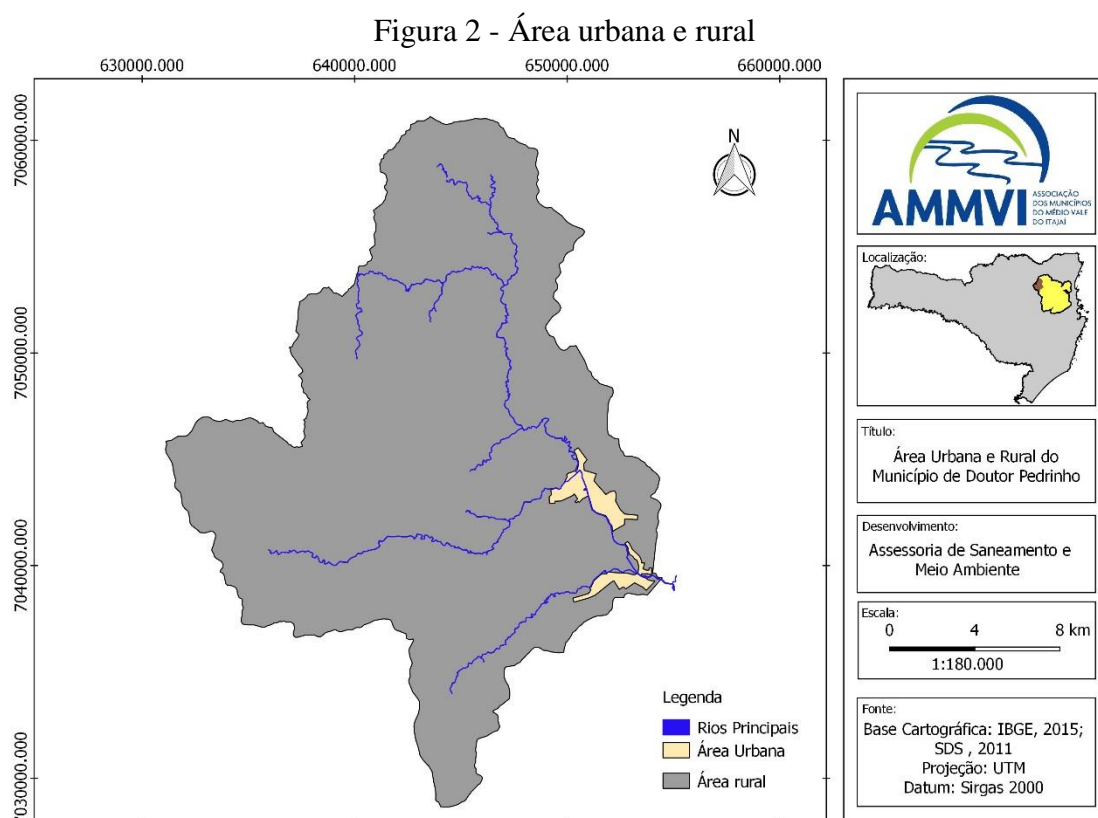 Figura 2 - Área urbana e rural
630000.000 640000.000 650000.000 660000.000
7060000.000
7050000.000
7040000.000
7030000.000
N
Legenda
Rios Principais
Área Urbana
Área rural
AMMVI
ASSOCIAÇÃO
DOS MUNICÍPIOS
DO MÉDIO VALE
DO ITAJAÍ
Localização:
Título:
Área Urbana e Rural do
Município de Doutor Pedrinho
Desenvolvimento:
Assessoria de Saneamento e
Meio Ambiente
Escala:
0 4 8 km
1:180.000
Fonte:
Base Cartográfica: IBGE, 2015;
SDS , 2011
Projeção: UTM
Datum: Sirgas 2000